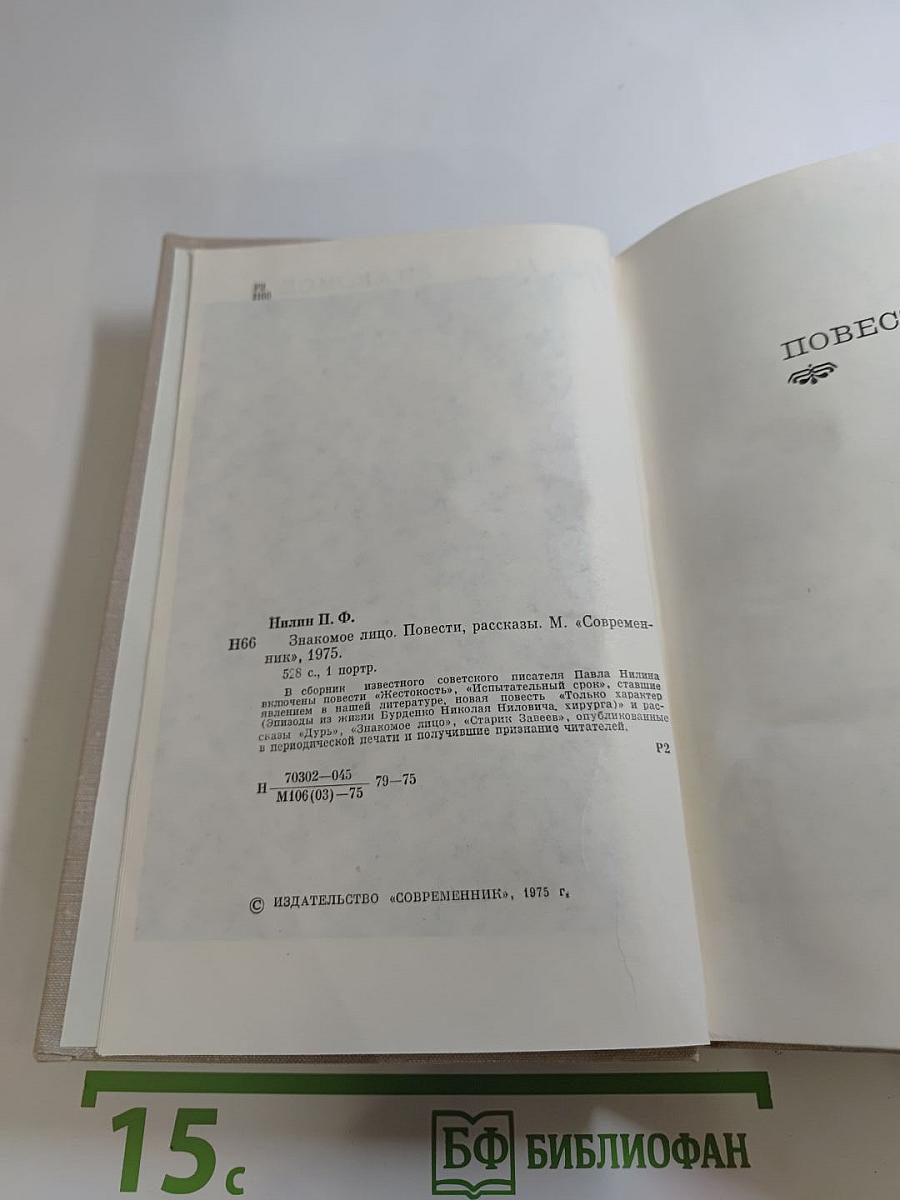 Р2
Н66
Нилин П. Ф.
Знакомое лицо. Повести, рассказы. М. «Современ-
ник», 1975.
528 с., 1 портр.
В сборник известного советского писателя Павла Нилина
включены повести «Жестокость», «Испытательный срок», ставшие
явлением в нашей литературе, новая повесть «Только характер
(Эпизоды из жизни Бурденко Николая Ниловича, хирурга)» и рас-
сказы «Дурь», «Знакомое лицо», «Старик Завеев», опубликованные
в периодической печати и получившие признание читателей.
Р2
Н 70302—045
М106(03)—75 79—75
© ИЗДАТЕЛЬСТВО «СОВРЕМЕННИК», 1975 г.
ПОВЕС
15 с
БФ БИБЛИОФАН